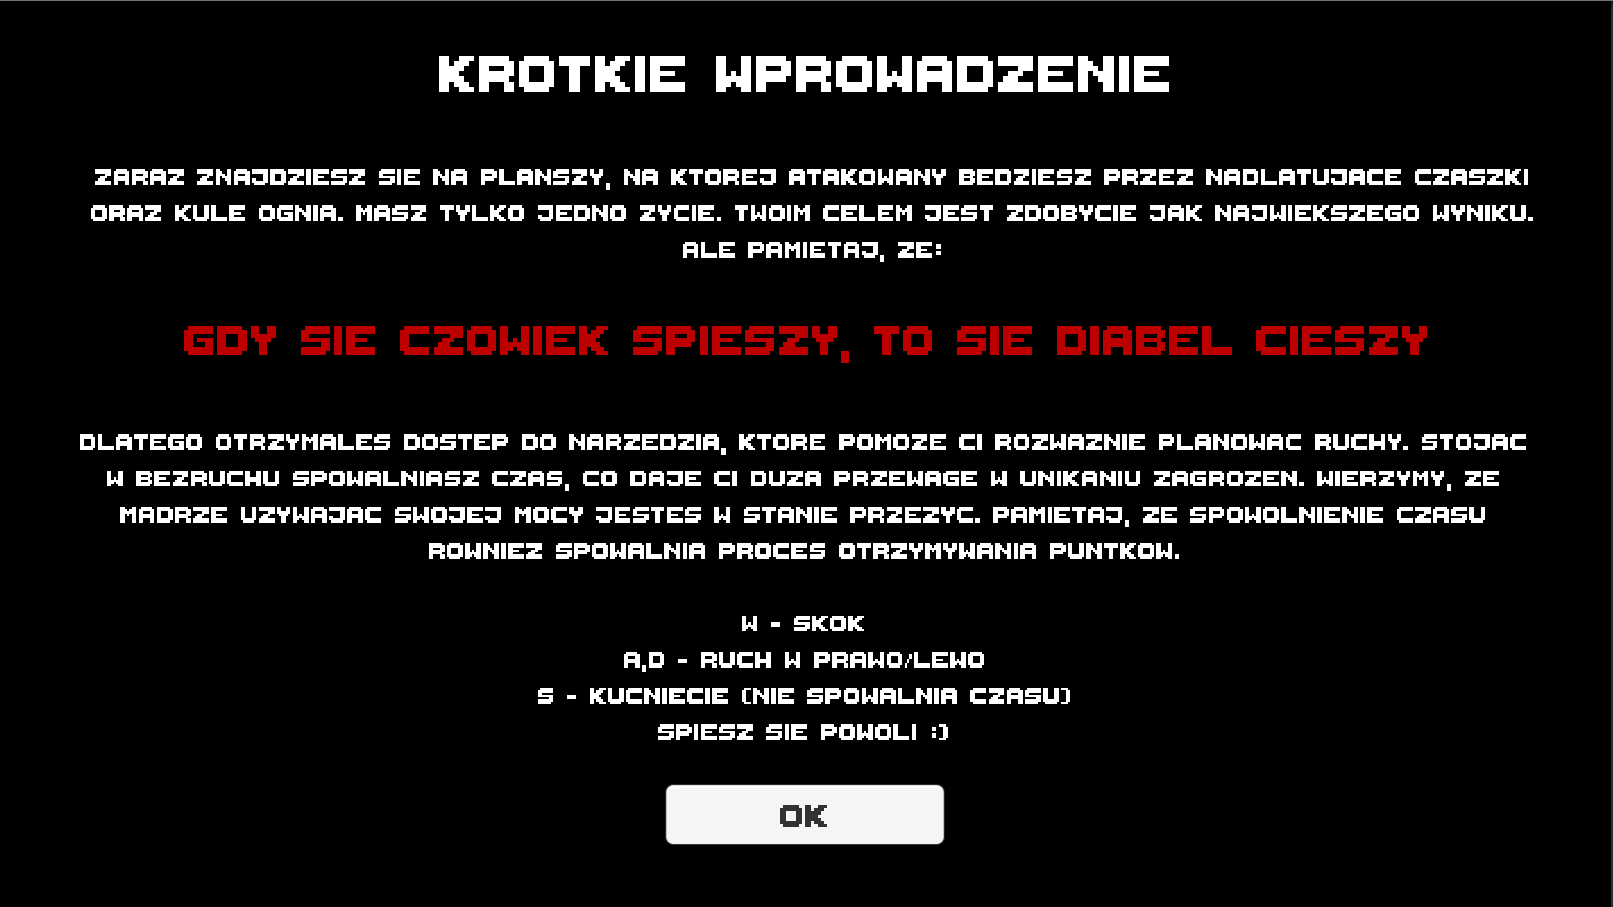 KROTKIE WPROWADZENIE
ZARAZ ZNAJDZIESZ SIE NA PLANSZY, NA KTOREJ ATAKOWANY BEDZIESZ PRZEZ NADLATUJACE CZASZKI
ORAZ KULE OGNIA. MASZ TYLKO JEDNO ZYCIE. TWOIM CELEM JEST ZDOBYCIE JAK NAJWIEKSZEGO WYNIKU.
ALE PAMIETAJ, ZE:
GDY SIE CZOWIEK SPIESZY, TO SIE DIABEL CIESZY
DLATEGO OTRZYMALES DOSTEP DO NARZEDZIA, KTORE POMOZE CI ROZWAZNIE PLANOWAC RUCHY. STOJAC
W BEZRUCHU SPOWALNIASZ CZAS, CO DAJE CI DUZA PRZEWAGE W UNIKANIU ZAGROZEN. WIERZYMY, ZE
MADRZE UZYWAJAC SWOJEJ MOCY JESTES W STANIE PRZEZYC. PAMIETAJ, ZE SPOWOLNIENIE CZASU
ROWNIEZ SPOWALNIA PROCES OTRZYMYWANIA PUNTKOW.
W - SKOK
A,D - RUCH W PRAWO/LEWO
S - KUCNIECIE (NIE SPOWALNIA CZASU)
SPIESZ SIE POWOLI :)
OK